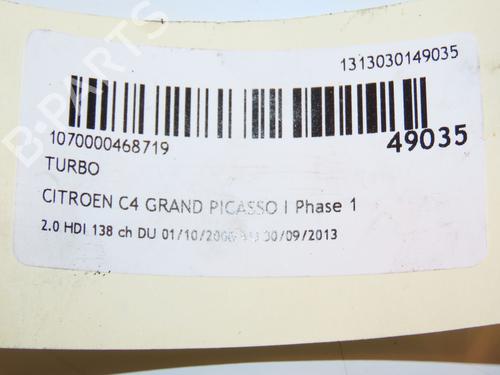 B-PARTS
1313030149035
1070000468719
49035
TURBO
CITROEN C4 GRAND PICASSO I Phase 1
2.0 HDI 138 ch DU 01/10/2006 AU 30/09/2013